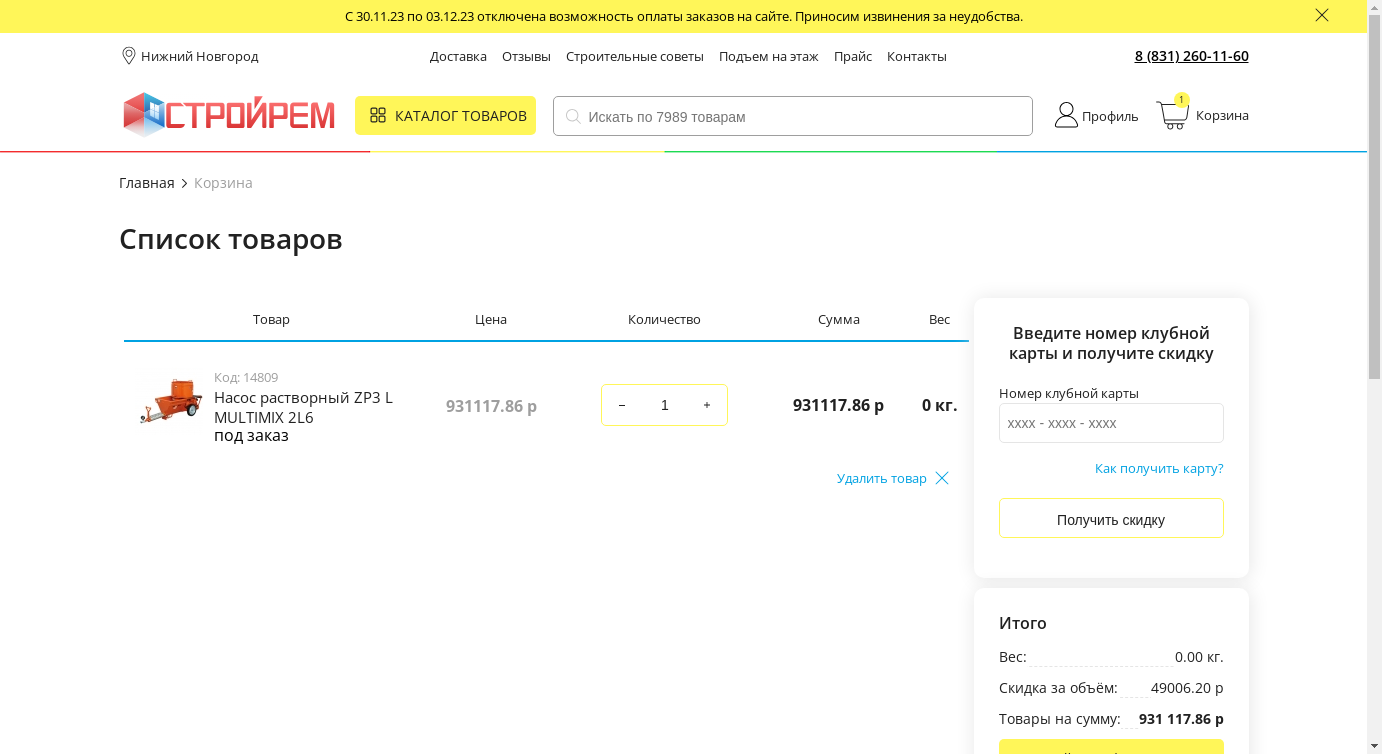 С 30.11.23 по 03.12.23 отключена возможность оплаты заказов на сайте. Приносим извинения за неудобства.
Нижний Новгород
Доставка Отзывы Строительные советы Подъем на этаж Прайс Контакты
8 (831) 260-11-60
СТРОЙРЕМ
КАТАЛОГ ТОВАРОВ
Искать по 7989 товарам
Профиль
1
Корзина
Главная Корзина
Список товаров
Товар Цена Количество Сумма Вес
Код: 14809
Насос растворный ZP3 L
MULTIMIX 2L6
под заказ
931117.86 р
− 1 +
931117.86 р
0 кг.
Удалить товар
Введите номер клубной
карты и получите скидку
Номер клубной карты
xxxx - xxxx - xxxx
Как получить карту?
Получить скидку
Итого
Вес: 0.00 кг.
Скидка за объём: 49006.20 р
Товары на сумму: 931 117.86 р